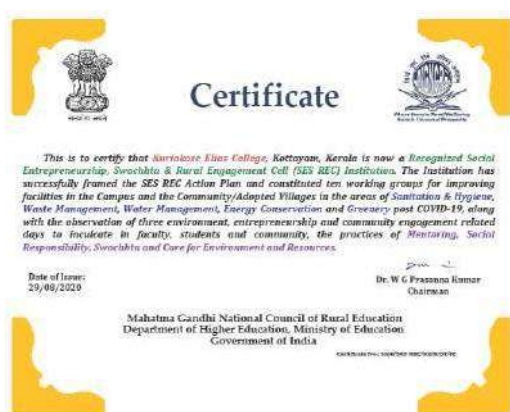 Certificate
This is to certify that Kuriakose Elias College, Kottayam, Kerala is now a Recognized Social
Entrepreneurship, Swachhta & Rural Engagement Cell (SES REC) Institution. The Institution has
successfully framed the SES REC Action Plan and constituted ten working groups for improving
facilities in the Campus and the Community/Adopted Villages in the areas of Sanitation & Hygiene,
Waste Management, Water Management, Energy Conservation and Greenery post COVID-19, along
with the observation of three environment, entrepreneurship and community engagement related
days to inculcate in faculty, students and community, the practices of Mentoring, Social
Responsibility, Swachhta and Care for Environment and Resources.
Date of Issue:
29/08/2020
Dr. W G Prasanna Kumar
Chairman
Mahatma Gandhi National Council of Rural Education
Department of Higher Education, Ministry of Education
Government of India